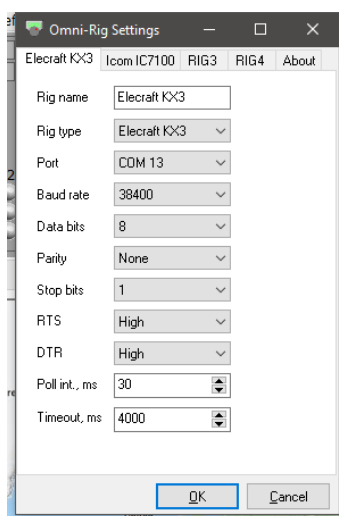 Omni-Rig Settings
Elecraft KX3 Icom IC7100 RIG3 RIG4 About
Rig name Elecraft KX3
Rig type Elecraft KX3
Port COM 13
Baud rate 38400
Data bits 8
Parity None
Stop bits 1
RTS High
DTR High
Poll int., ms 30
Timeout, ms 4000
OK Cancel